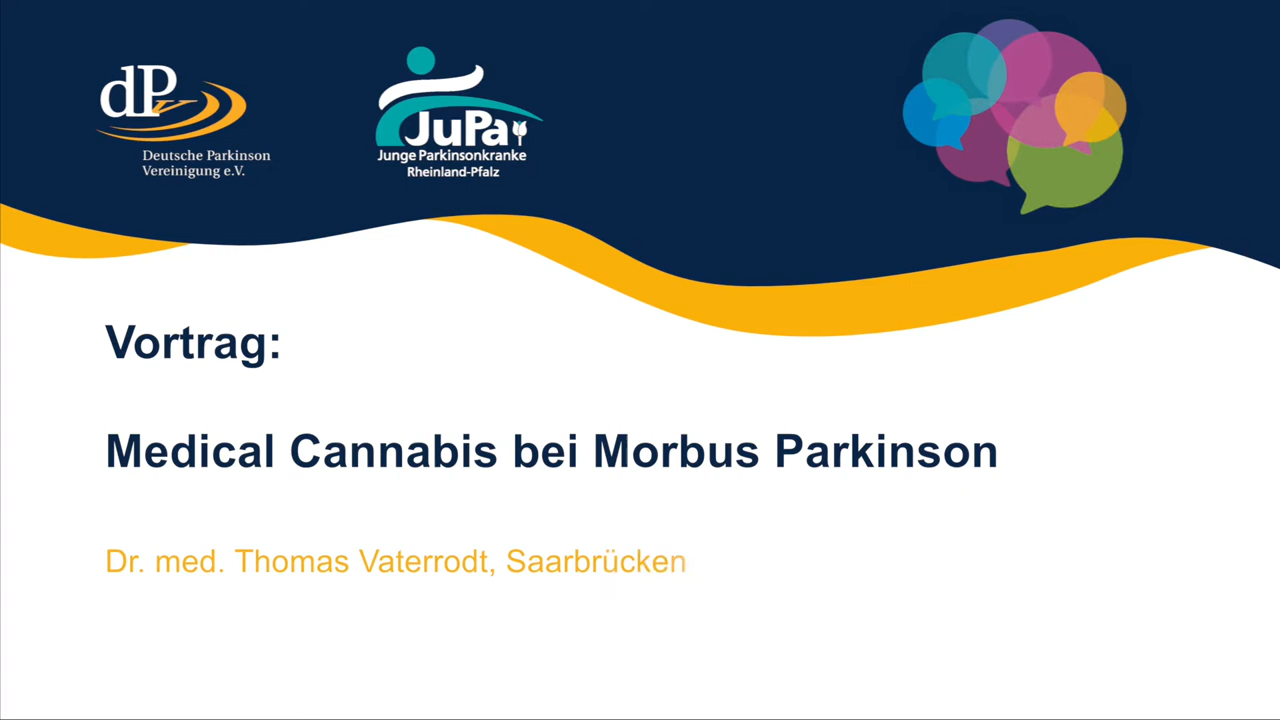 dPv
Deutsche Parkinson
Vereinigung e.V.
JuPa
Junge Parkinsonkranke
Rheinland-Pfalz
Vortrag:
Medical Cannabis bei Morbus Parkinson
Dr. med. Thomas Vaterrodt, Saarbrücken